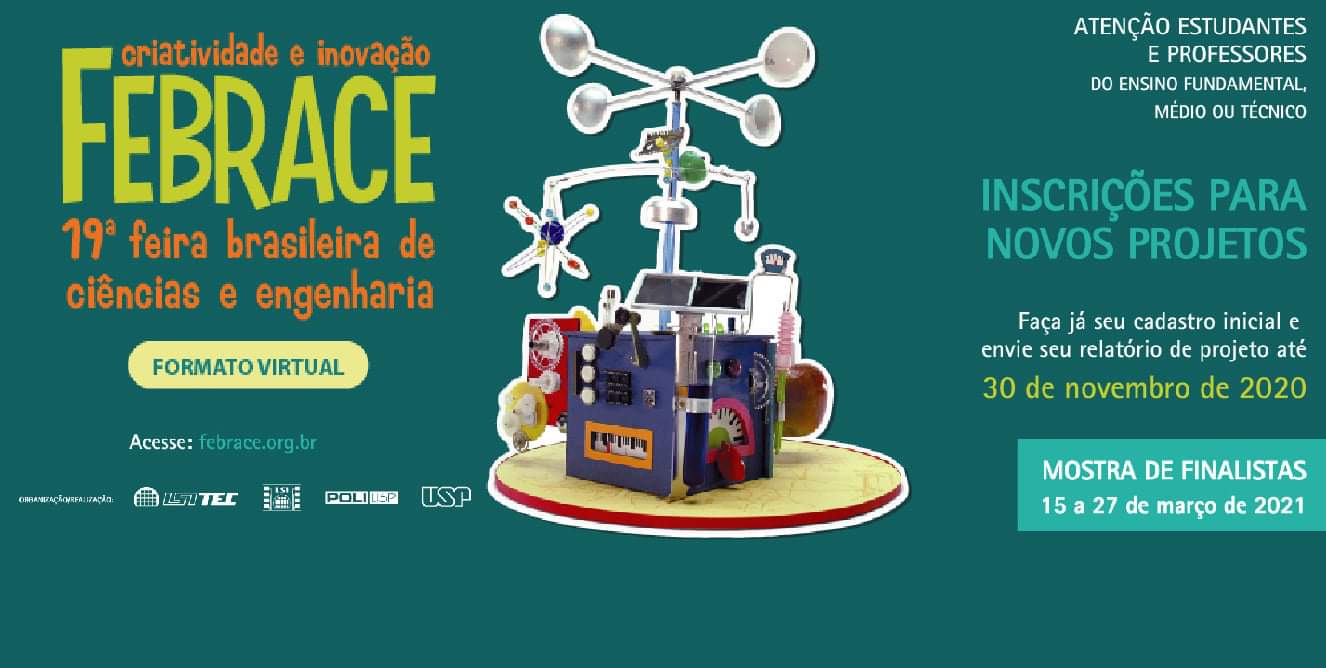 criatividade e inovação
FEBRACE
19ª feira brasileira de
ciências e engenharia
FORMATO VIRTUAL
Acesse: febrace.org.br
ORGANIZAÇÃO/REALIZAÇÃO:
LSI TEC
LSI
POLI USP
USP
ATENÇÃO ESTUDANTES
E PROFESSORES
DO ENSINO FUNDAMENTAL,
MÉDIO OU TÉCNICO
INSCRIÇÕES PARA
NOVOS PROJETOS
Faça já seu cadastro inicial e
envie seu relatório de projeto até
30 de novembro de 2020
MOSTRA DE FINALISTAS
15 a 27 de março de 2021